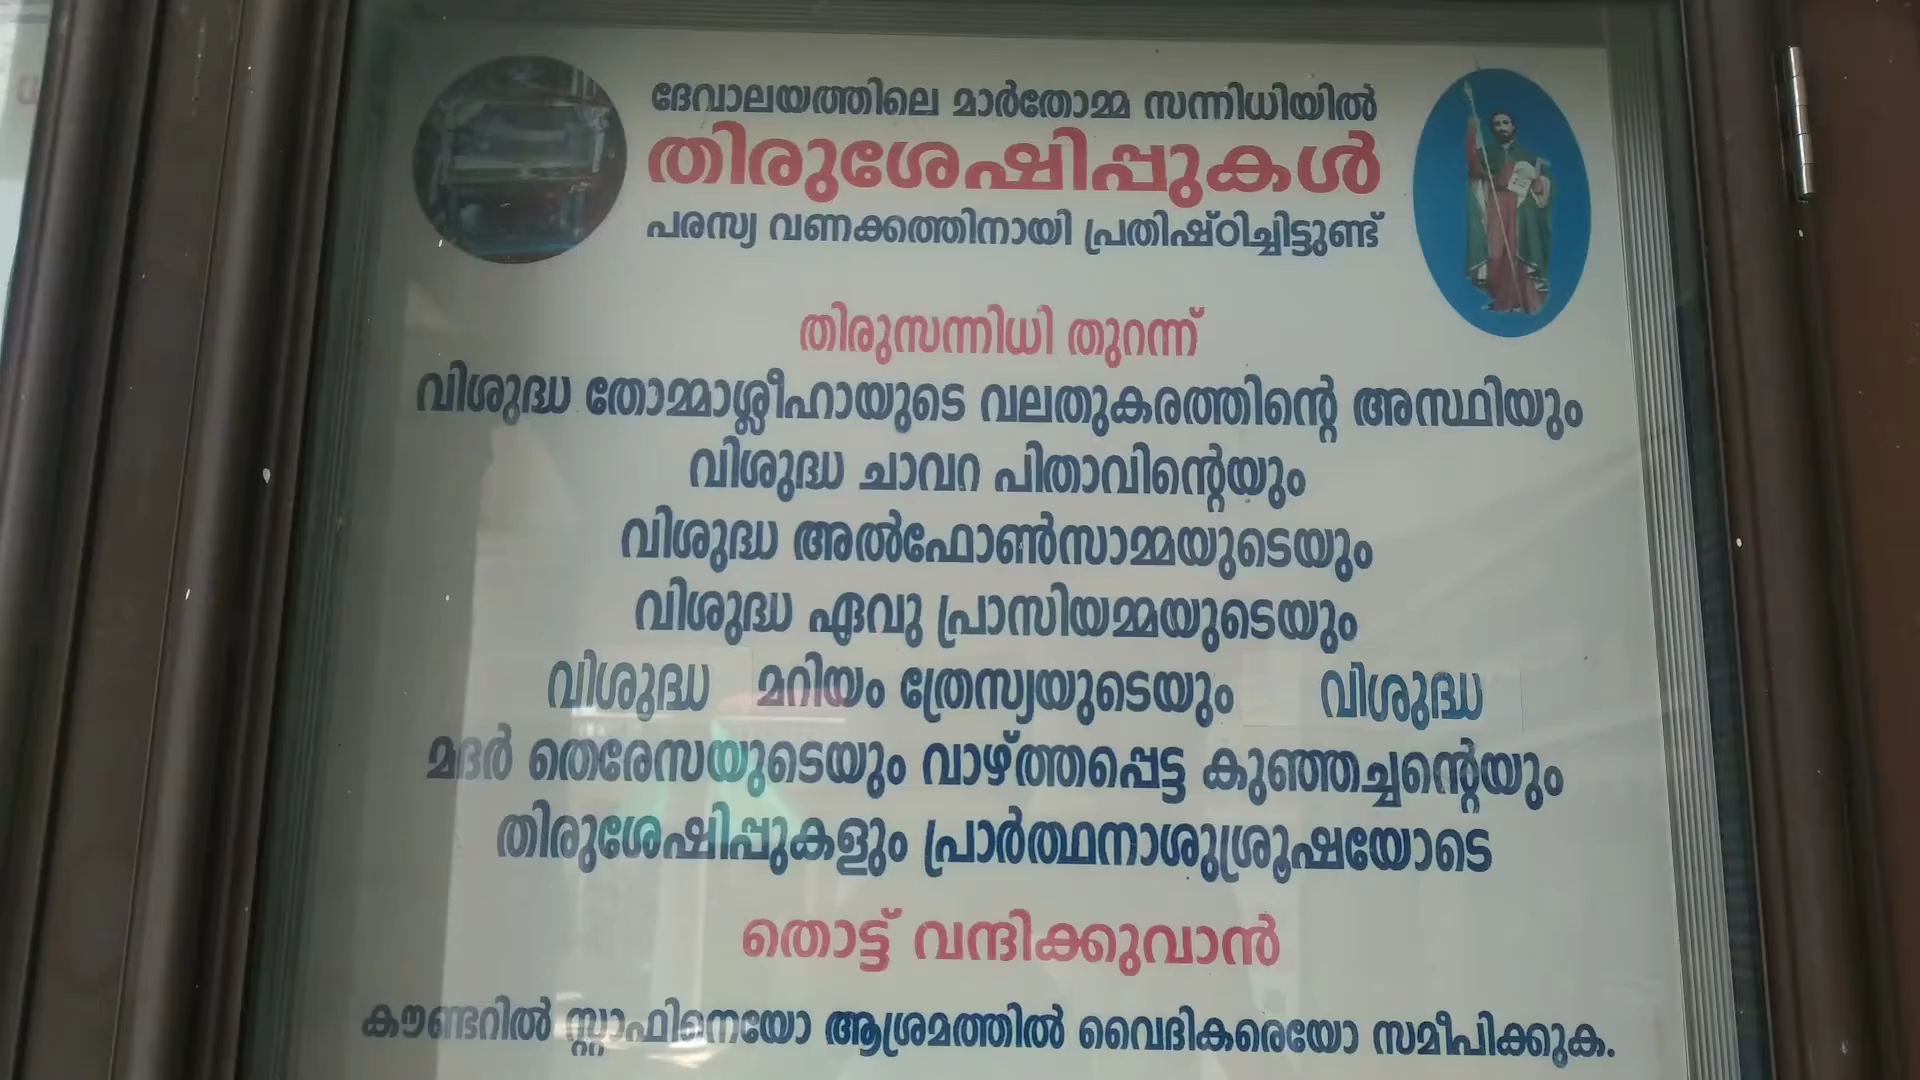 ദേവാലയത്തിലെ മാർതോമ്മ സന്നിധിയിൽ
തിരുശേഷിപ്പുകൾ
പരസ്യ വണക്കത്തിനായി പ്രതിഷ്ഠിച്ചിട്ടുണ്ട്
തിരുസന്നിധി തുറന്ന്
വിശുദ്ധ തോമ്മാശ്ലീഹായുടെ വലതുകരത്തിന്റെ അസ്ഥിയും
വിശുദ്ധ ചാവറ പിതാവിന്റെയും
വിശുദ്ധ അൽഫോൺസാമ്മയുടെയും
വിശുദ്ധ ഏവു പ്രാസിയമ്മയുടെയും
വിശുദ്ധ മറിയം ത്രേസ്യയുടെയും വിശുദ്ധ
മദർ തെരേസയുടെയും വാഴ്ത്തപ്പെട്ട കുഞ്ഞച്ചന്റെയും
തിരുശേഷിപ്പുകളും പ്രാർത്ഥനാശുശ്രൂഷയോടെ
തൊട്ട് വന്ദിക്കുവാൻ
കൗണ്ടറിൽ സ്റ്റാഫിനെയോ ആശ്രമത്തിൽ വൈദികരെയോ സമീപിക്കുക.